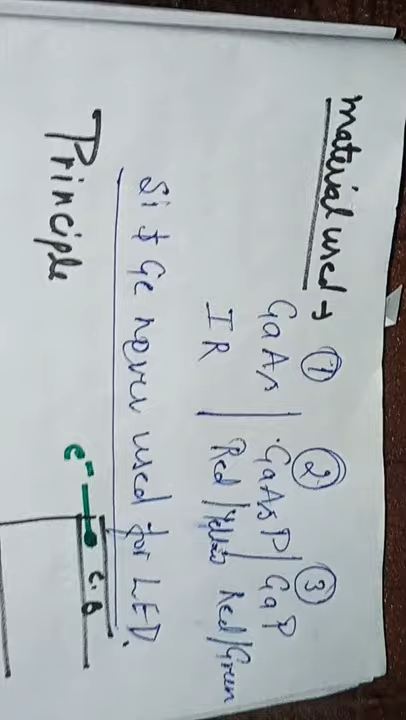 material used → ① ② ③
GaAs | GaAsP | GaP
IR Red/Yellow Red/Green
Si & Ge never used for LED.
Principle
e⁻ C.B